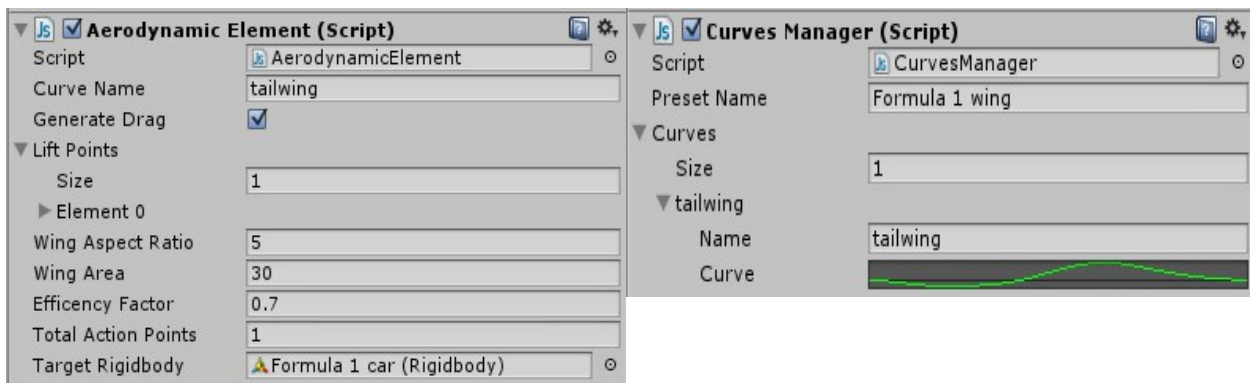 Aerodynamic Element (Script)
Script AerodynamicElement
Curve Name tailwing
Generate Drag
Lift Points
Size 1
Element 0
Wing Aspect Ratio 5
Wing Area 30
Efficency Factor 0.7
Total Action Points 1
Target Rigidbody Formula 1 car (Rigidbody)
Curves Manager (Script)
Script CurvesManager
Preset Name Formula 1 wing
Curves
Size 1
tailwing
Name tailwing
Curve